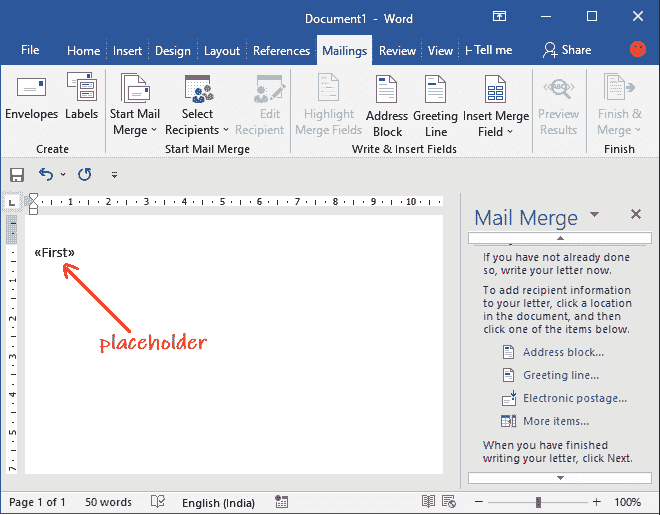 Document1 - Word
File Home Insert Design Layout References Mailings Review View Tell me Share
Envelopes Labels Start Mail Merge Select Recipients Edit Recipient Highlight Merge Fields Address Block Greeting Line Insert Merge Field Preview Results Finish & Merge
Create Start Mail Merge Write & Insert Fields Finish
1 2 3 4 5 6 7 8 9 10
«First»
placeholder
1
2
3
4
5
7
Mail Merge
If you have not already done
so, write your letter now.
To add recipient information
to your letter, click a location
in the document, and then
click one of the items below.
Address block...
Greeting line...
Electronic postage...
More items...
When you have finished
writing your letter, click Next.
Page 1 of 1 50 words English (India) 100%